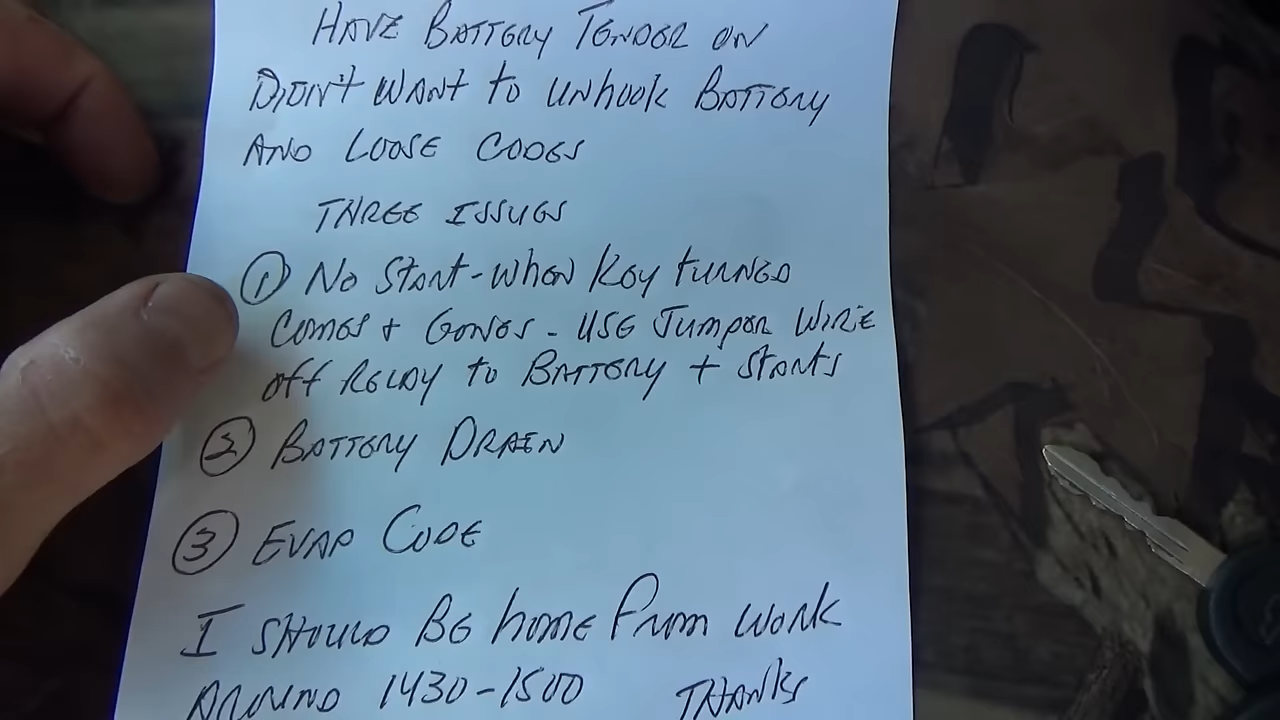 HAVE BATTERY TENDER ON
DIDN't WANT to UNHOOK BATTERY
AND LOOSE CODES
THREE ISSUES
① NO START - WHEN KEY TURNED
COMES + GONES - USE JUMPER WIRE
OFF RELAY to BATTERY + STARTS
② BATTERY DRAIN
③ EVAP CODE
I SHOULD BE HOME FROM WORK
AROUND 1430-1500 THANKS